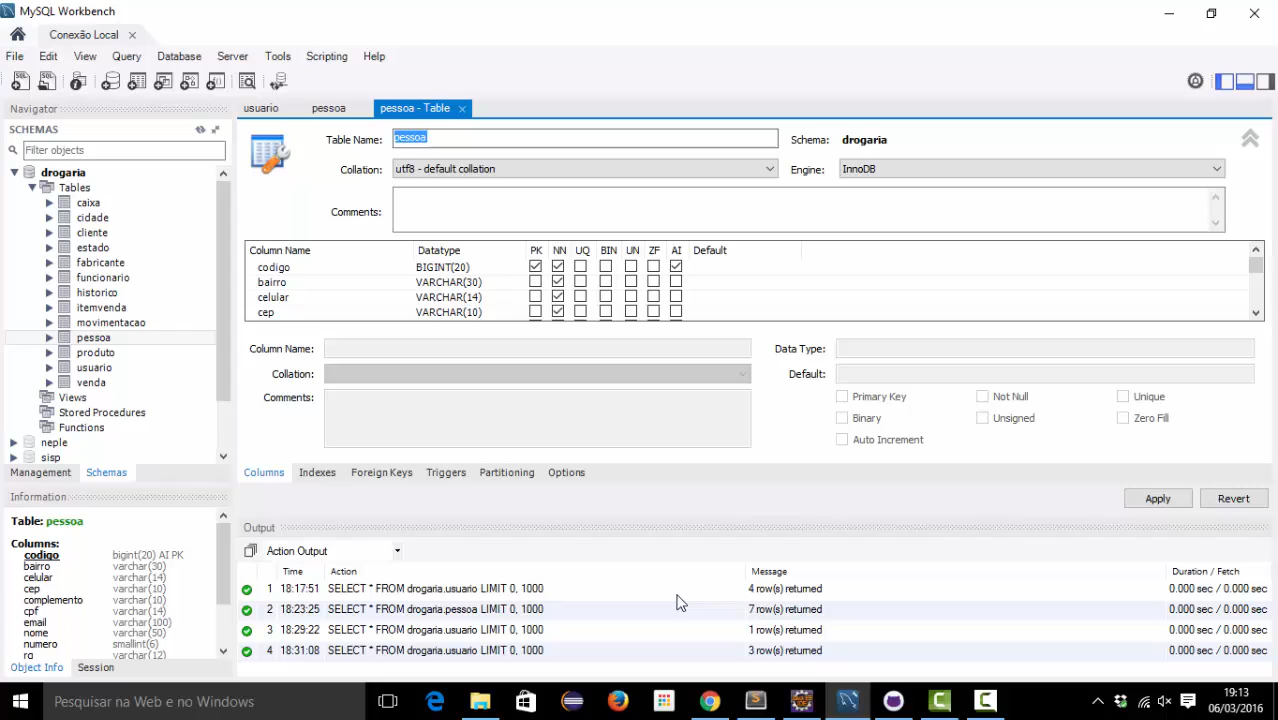 MySQL Workbench
Conexão Local
File Edit View Query Database Server Tools Scripting Help
Navigator
SCHEMAS
Filter objects
drogaria
Tables
caixa
cidade
cliente
estado
fabricante
funcionario
historico
itemvenda
movimentacao
pessoa
produto
usuario
venda
Views
Stored Procedures
Functions
neple
sisp
Management Schemas
Information
Table: pessoa
Columns:
codigo bigint(20) AI PK
bairro varchar(30)
celular varchar(14)
cep varchar(10)
complemento varchar(10)
cpf varchar(14)
email varchar(100)
nome varchar(50)
numero smallint(6)
rg varchar(12)
Object Info Session
usuario pessoa pessoa - Table
Table Name: pessoa Schema: drogaria
Collation: utf8 - default collation Engine: InnoDB
Comments:
Column Name Datatype PK NN UQ BIN UN ZF AI Default
codigo BIGINT(20)
bairro VARCHAR(30)
celular VARCHAR(14)
cep VARCHAR(10)
Column Name: Data Type:
Collation: Default:
Comments: Primary Key Not Null Unique
Binary Unsigned Zero Fill
Auto Increment
Columns Indexes Foreign Keys Triggers Partitioning Options
Apply Revert
Output
Action Output
Time Action Message Duration / Fetch
1 18:17:51 SELECT * FROM drogaria.usuario LIMIT 0, 1000 4 row(s) returned 0.000 sec / 0.000 sec
2 18:23:25 SELECT * FROM drogaria.pessoa LIMIT 0, 1000 7 row(s) returned 0.000 sec / 0.000 sec
3 18:29:22 SELECT * FROM drogaria.usuario LIMIT 0, 1000 1 row(s) returned 0.000 sec / 0.000 sec
4 18:31:08 SELECT * FROM drogaria.usuario LIMIT 0, 1000 3 row(s) returned 0.000 sec / 0.000 sec
Pesquisar na Web e no Windows
19:13
06/03/2016